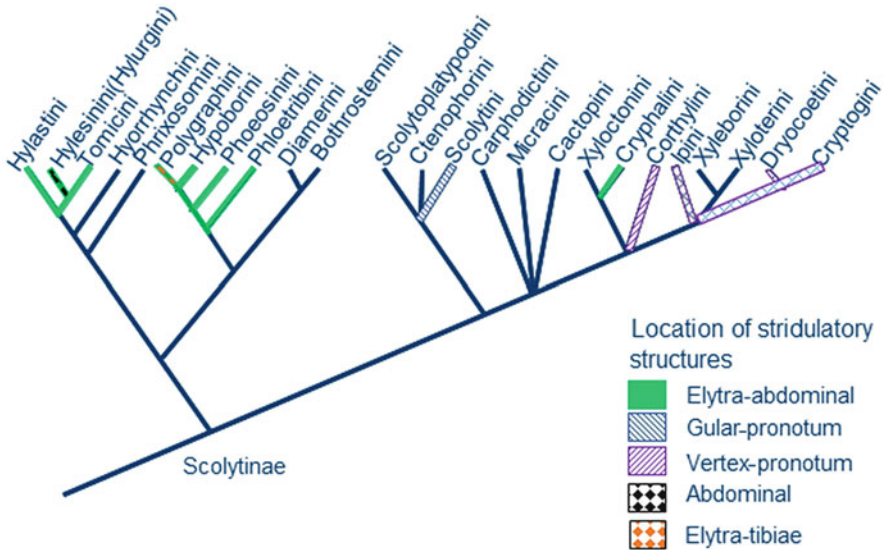 Hylastini
Hylesinini(Hylurgini)
Tomicini
Hyorrhynchini
Phrixosomini
Polygraphini
Hypoborini
Phoeosinini
Phloetribini
Diamerini
Bothrosternini
Scolytoplatypodini
Ctenophorini
Scolytini
Carphodictini
Micracini
Cactopini
Xyloctonini
Cryphalini
Corthylini
Ipini
Xyleborini
Xyloterini
Dryocoetini
Cryptogini
Scolytinae
Location of stridulatory
structures
Elytra-abdominal
Gular-pronotum
Vertex-pronotum
Abdominal
Elytra-tibiae